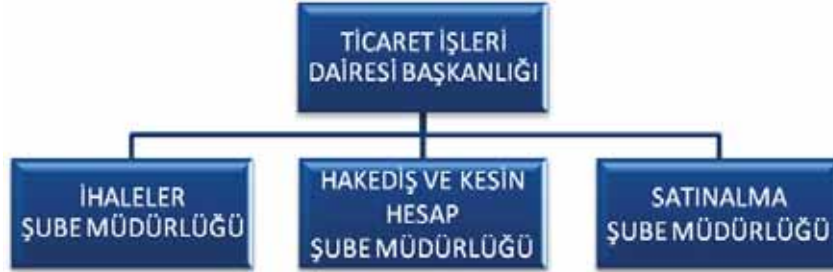 TİCARET İŞLERİ
DAİRESİ BAŞKANLIĞI
İHALELER
ŞUBE MÜDÜRLÜĞÜ
HAKEDİŞ VE KESİN
HESAP
ŞUBE MÜDÜRLÜĞÜ
SATINALMA
ŞUBE MÜDÜRLÜĞÜ